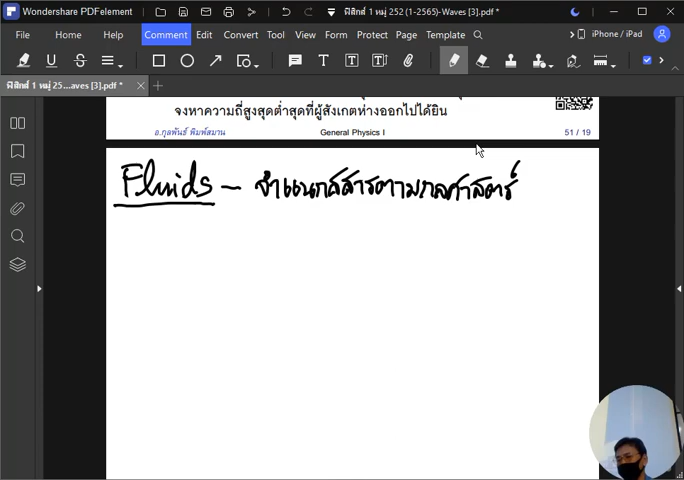 Wondershare PDFelement
ฟิสิกส์ 1 หมู่ 252 (1-2565)-Waves [3].pdf *
File Home Help Comment Edit Convert Tool View Form Protect Page Template iPhone / iPad
ฟิสิกส์ 1 หมู่ 25...aves [3].pdf *
จงหาความถี่สูงสุดต่ำสุดที่ผู้สังเกตห่างออกไปได้ยิน
อ.กุลพันธ์ พิมพ์สมาน General Physics I 51 / 19
Fluids – จำแนกสสารตามกลศาสตร์